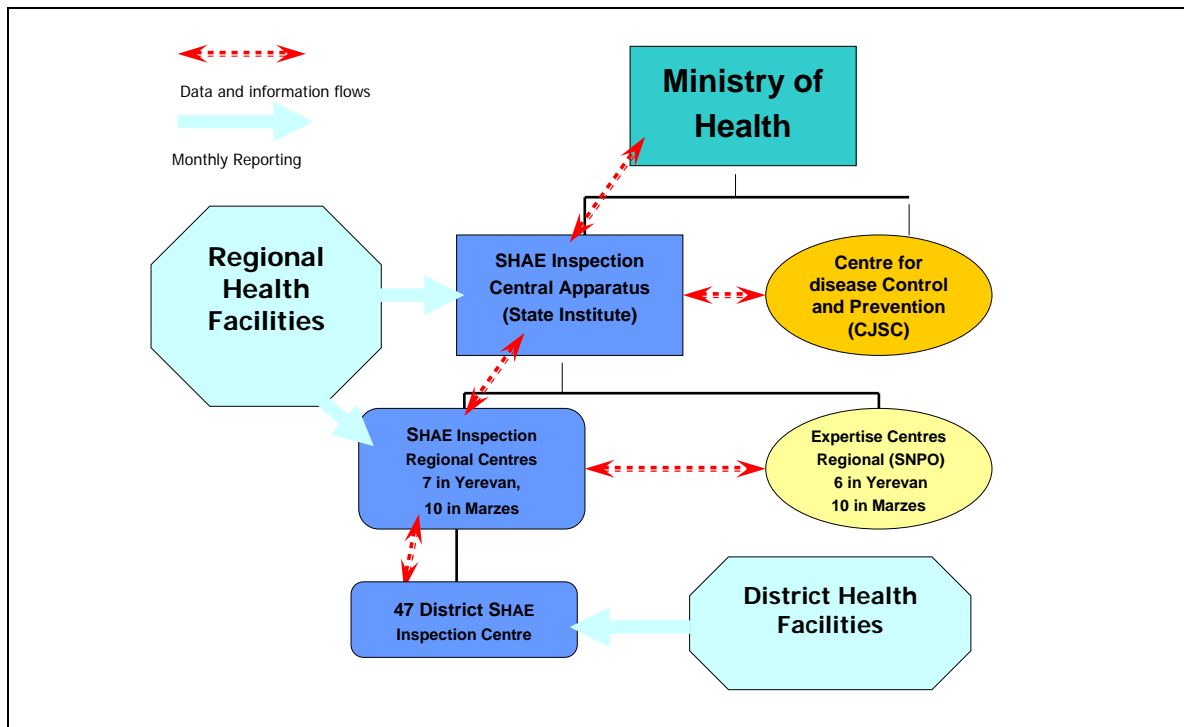 Data and information flows
Monthly Reporting
Ministry of
Health
Regional
Health
Facilities
SHAE Inspection
Central Apparatus
(State Institute)
Centre for
disease Control
and Prevention
(CJSC)
SHAE Inspection
Regional Centres
7 in Yerevan,
10 in Marzes
Expertise Centres
Regional (SNPO)
6 in Yerevan
10 in Marzes
47 District SHAE
Inspection Centre
District Health
Facilities